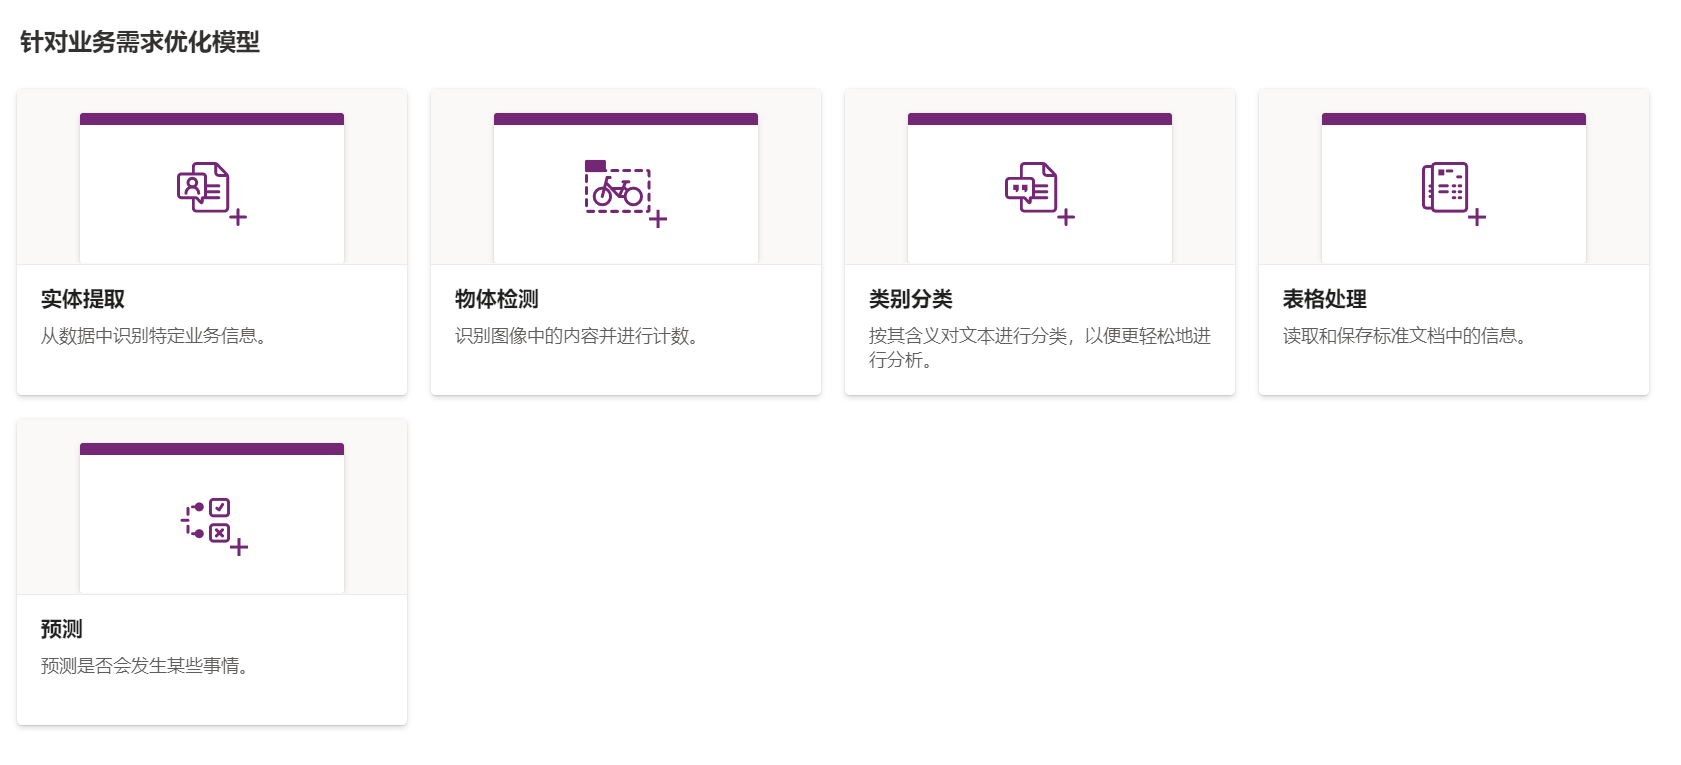 针对业务需求优化模型
实体提取
从数据中识别特定业务信息。
物体检测
识别图像中的内容并进行计数。
类别分类
按其含义对文本进行分类，以便更轻松地进
行分析。
表格处理
读取和保存标准文档中的信息。
预测
预测是否会发生某些事情。